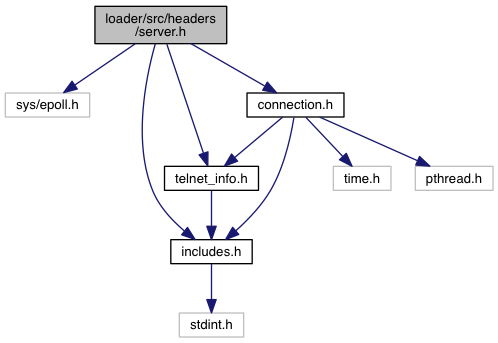 loader/src/headers
/server.h
sys/epoll.h
connection.h
telnet_info.h
time.h
pthread.h
includes.h
stdint.h